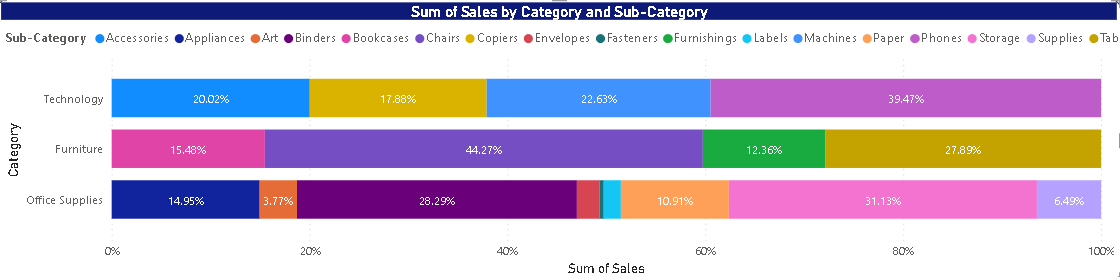 Sum of Sales by Category and Sub-Category
Sub-Category Accessories Appliances Art Binders Bookcases Chairs Copiers Envelopes Fasteners Furnishings Labels Machines Paper Phones Storage Supplies Tab
Technology 20.02% 17.88% 22.63% 39.47%
Furniture 15.48% 44.27% 12.36% 27.89%
Office Supplies 14.95% 3.77% 28.29% 10.91% 31.13% 6.49%
Category
0% 20% 40% 60% 80% 100%
Sum of Sales